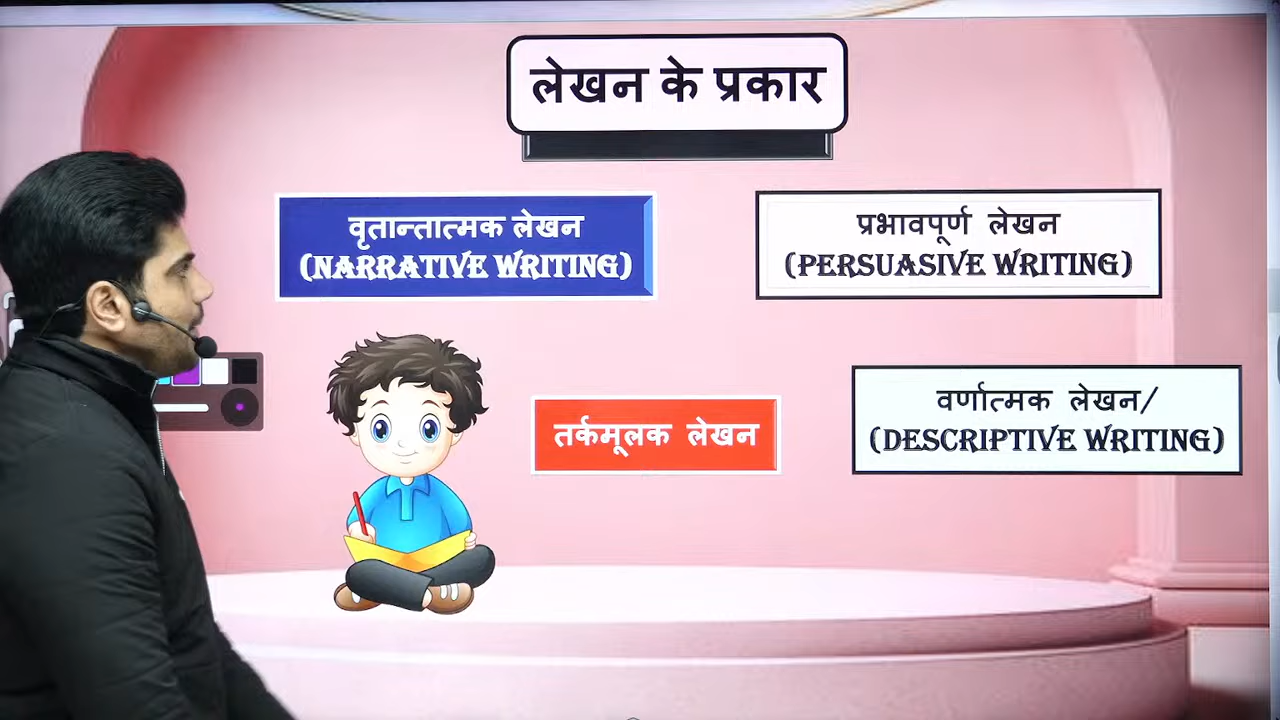 लेखन के प्रकार
वृतान्तात्मक लेखन
(NARRATIVE WRITING)
प्रभावपूर्ण लेखन
(PERSUASIVE WRITING)
तर्कमूलक लेखन
वर्णात्मक लेखन/
(DESCRIPTIVE WRITING)